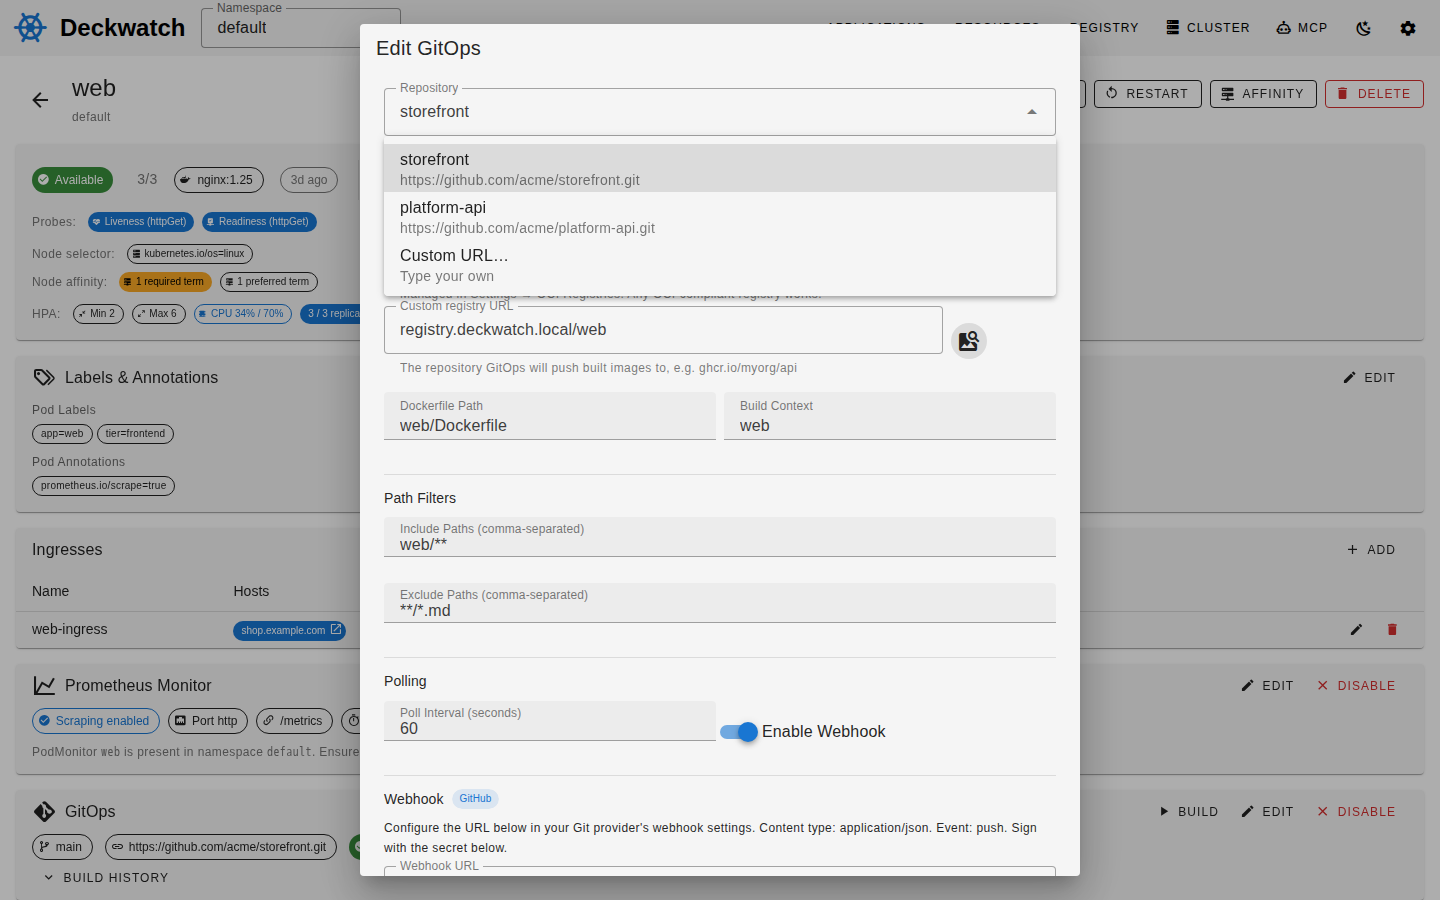 Deckwatch
Namespace
default
REGISTRY
CLUSTER
MCP
web
default
RESTART
AFFINITY
DELETE
Available
3/3
nginx:1.25
3d ago
Probes:
Liveness (httpGet)
Readiness (httpGet)
Node selector:
kubernetes.io/os=linux
Node affinity:
1 required term
1 preferred term
HPA:
Min 2
Max 6
CPU 34% / 70%
3 / 3
Labels & Annotations
EDIT
Pod Labels
app=web
tier=frontend
Pod Annotations
prometheus.io/scrape=true
Ingresses
ADD
Name
Hosts
web-ingress
shop.example.com
Prometheus Monitor
EDIT
DISABLE
Scraping enabled
Port http
/metrics
PodMonitor web is present in namespace default. Ensure
GitOps
BUILD
EDIT
DISABLE
main
https://github.com/acme/storefront.git
BUILD HISTORY
Edit GitOps
Repository
storefront
storefront
https://github.com/acme/storefront.git
platform-api
https://github.com/acme/platform-api.git
Custom URL…
Type your own
Custom registry URL
registry.deckwatch.local/web
The repository GitOps will push built images to, e.g. ghcr.io/myorg/api
Dockerfile Path
web/Dockerfile
Build Context
web
Path Filters
Include Paths (comma-separated)
web/**
Exclude Paths (comma-separated)
**/*.md
Polling
Poll Interval (seconds)
60
Enable Webhook
Webhook
GitHub
Configure the URL below in your Git provider's webhook settings. Content type: application/json. Event: push. Sign
with the secret below.
Webhook URL